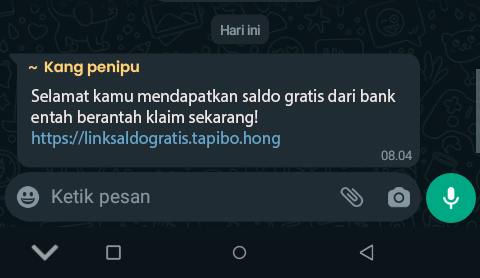 Hari ini
~ Kang penipu
Selamat kamu mendapatkan saldo gratis dari bank
entah berantah klaim sekarang!
https://linksaldogratis.tapibo.hong
08.04
Ketik pesan